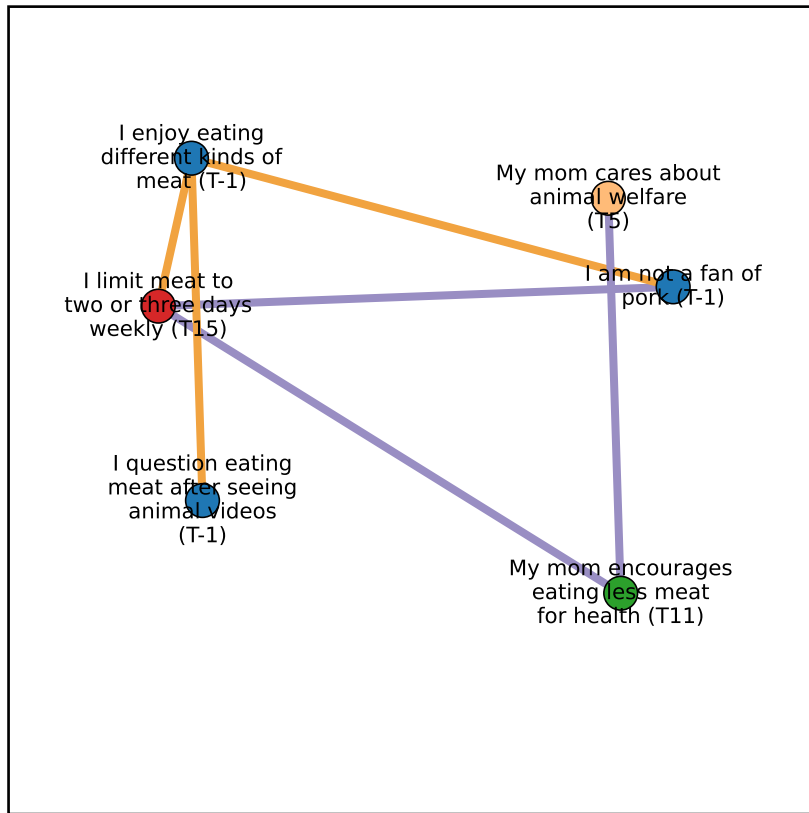 I enjoy eating
different kinds of
meat (T-1)
My mom cares about
animal welfare
(T5)
I am not a fan of
pork (T-1)
I limit meat to
two or three days
weekly (T15)
I question eating
meat after seeing
animal videos
(T-1)
My mom encourages
eating less meat
for health (T11)